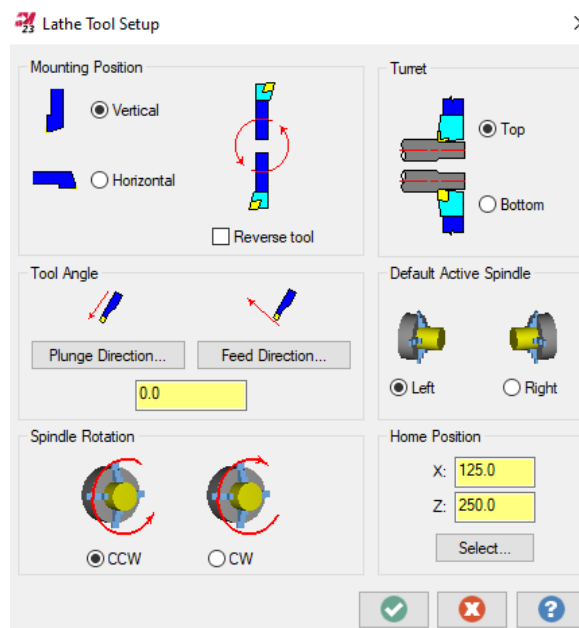 23 Lathe Tool Setup
Mounting Position
Vertical
Horizontal
Reverse tool
Turret
Top
Bottom
Tool Angle
Plunge Direction...
Feed Direction...
0.0
Default Active Spindle
Left
Right
Spindle Rotation
CCW
CW
Home Position
X: 125.0
Z: 250.0
Select...
?